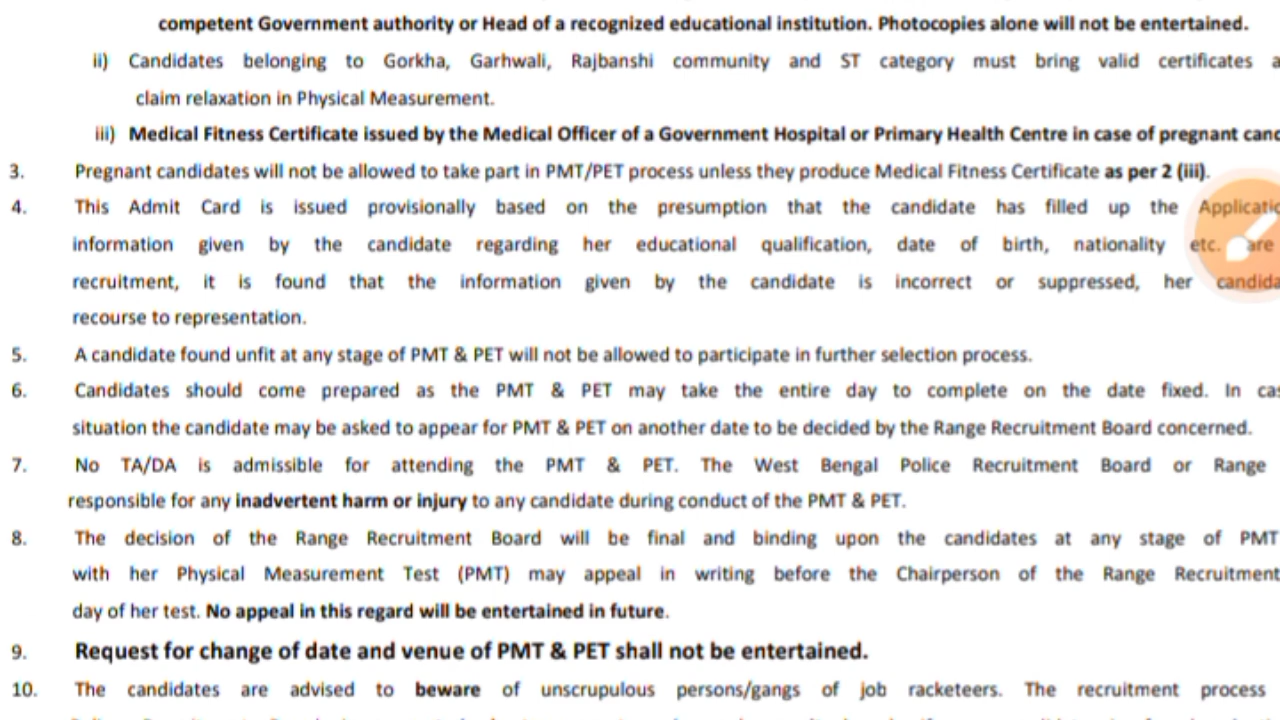 competent Government authority or Head of a recognized educational institution. Photocopies alone will not be entertained.
ii) Candidates belonging to Gorkha, Garhwali, Rajbanshi community and ST category must bring valid certificates
claim relaxation in Physical Measurement.
iii) Medical Fitness Certificate issued by the Medical Officer of a Government Hospital or Primary Health Centre in case of pregnant
3. Pregnant candidates will not be allowed to take part in PMT/PET process unless they produce Medical Fitness Certificate as per 2 (iii).
4. This Admit Card is issued provisionally based on the presumption that the candidate has filled up the
information given by the candidate regarding her educational qualification, date of birth, nationality etc. are
recruitment, it is found that the information given by the candidate is incorrect or suppressed, her
recourse to representation.
5. A candidate found unfit at any stage of PMT & PET will not be allowed to participate in further selection process.
6. Candidates should come prepared as the PMT & PET may take the entire day to complete on the date fixed. In
situation the candidate may be asked to appear for PMT & PET on another date to be decided by the Range Recruitment Board concerned.
7. No TA/DA is admissible for attending the PMT & PET. The West Bengal Police Recruitment Board or Range
responsible for any inadvertent harm or injury to any candidate during conduct of the PMT & PET.
8. The decision of the Range Recruitment Board will be final and binding upon the candidates at any stage of PMT
with her Physical Measurement Test (PMT) may appeal in writing before the Chairperson of the Range Recruitment
day of her test. No appeal in this regard will be entertained in future.
9. Request for change of date and venue of PMT & PET shall not be entertained.
10. The candidates are advised to beware of unscrupulous persons/gangs of job racketeers. The recruitment process